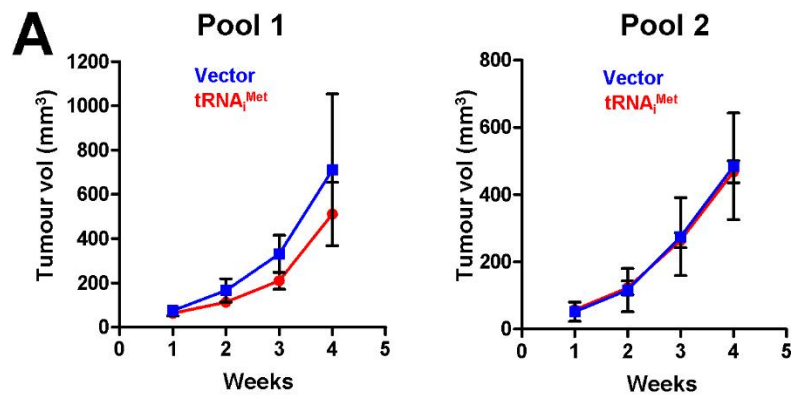 A
Pool 1
Vector
tRNAᵢᴹᵉᵗ
1200
1000
800
600
400
200
0
Tumour vol (mm³)
0 1 2 3 4 5
Weeks
Pool 2
Vector
tRNAᵢᴹᵉᵗ
800
600
400
200
0
Tumour vol (mm³)
0 1 2 3 4 5
Weeks